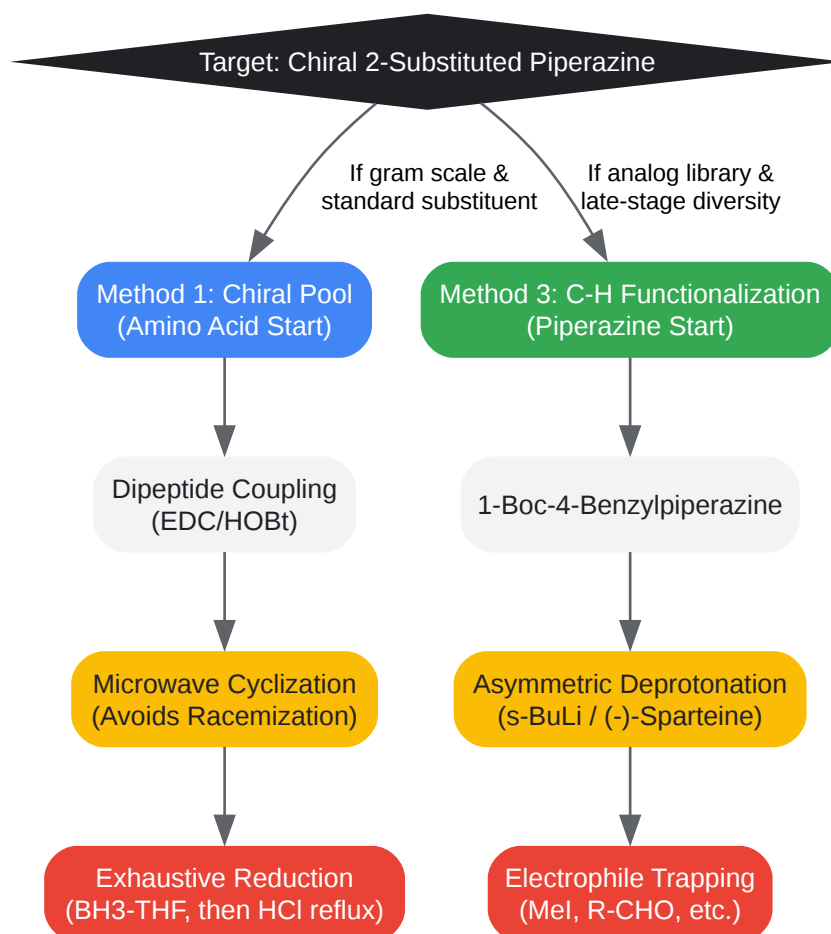 Target: Chiral 2-Substituted Piperazine
If gram scale &
standard substituent
If analog library &
late-stage diversity
Method 1: Chiral Pool
(Amino Acid Start)
Method 3: C-H Functionalization
(Piperazine Start)
Dipeptide Coupling
(EDC/HOBt)
1-Boc-4-Benzylpiperazine
Microwave Cyclization
(Avoids Racemization)
Asymmetric Deprotonation
(s-BuLi / (-)-Sparteine)
Exhaustive Reduction
(BH3-THF, then HCl reflux)
Electrophile Trapping
(MeI, R-CHO, etc.)